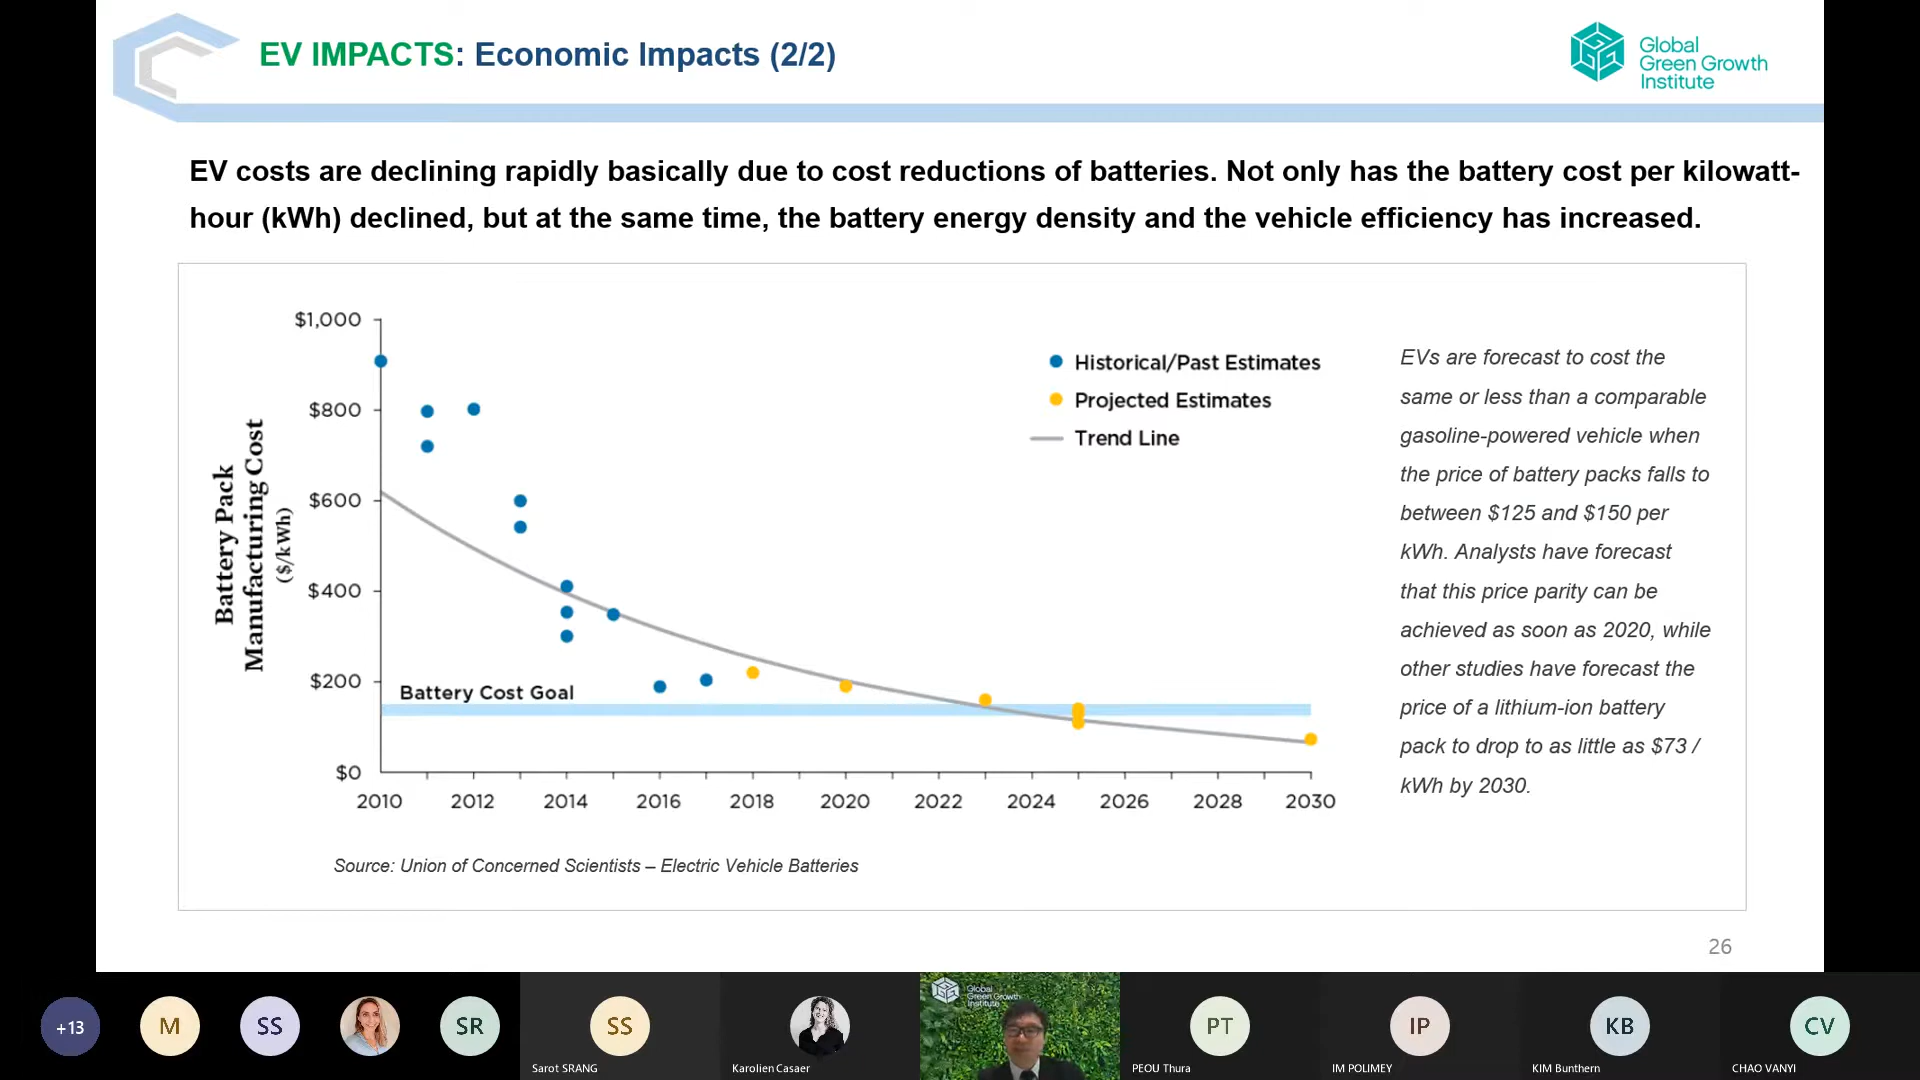 EV IMPACTS: Economic Impacts (2/2)
Global
Green Growth
Institute
EV costs are declining rapidly basically due to cost reductions of batteries. Not only has the battery cost per kilowatt-
hour (kWh) declined, but at the same time, the battery energy density and the vehicle efficiency has increased.
Battery Pack
Manufacturing Cost
($/kWh)
$1,000
$800
$600
$400
$200
$0
Battery Cost Goal
Historical/Past Estimates
Projected Estimates
Trend Line
2010 2012 2014 2016 2018 2020 2022 2024 2026 2028 2030
EVs are forecast to cost the
same or less than a comparable
gasoline-powered vehicle when
the price of battery packs falls to
between $125 and $150 per
kWh. Analysts have forecast
that this price parity can be
achieved as soon as 2020, while
other studies have forecast the
price of a lithium-ion battery
pack to drop to as little as $73 /
kWh by 2030.
Source: Union of Concerned Scientists – Electric Vehicle Batteries
26
+13
M
SS
SR
SS
Sarot SRANG
Karolien Casaer
Global
Green Growth
Institute
PT
PEOU Thura
IP
IM POLIMEY
KB
KIM Bunthern
CV
CHAO VANYI